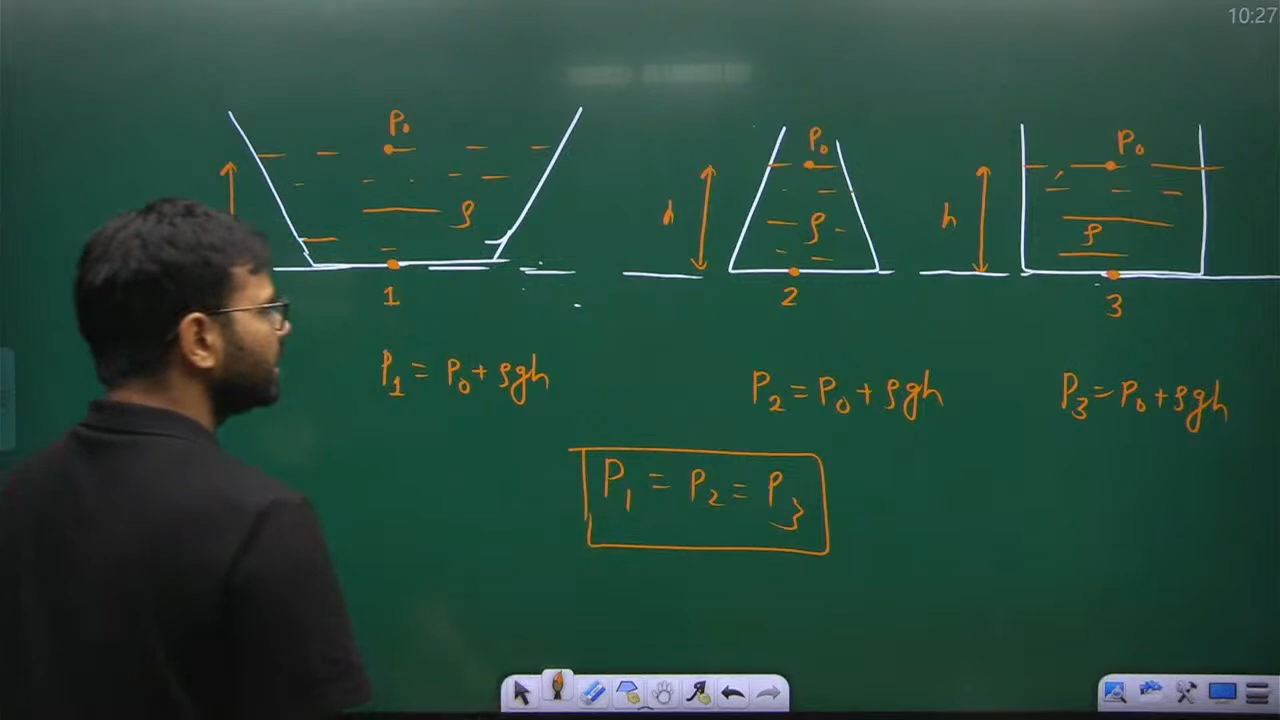 10:27
P₀
P₀
P₀
ρ
h
ρ
h
ρ
1
2
3
P₁ = P₀ + ρgh
P₂ = P₀ + ρgh
P₃ = P₀ + ρgh
P₁ = P₂ = P₃